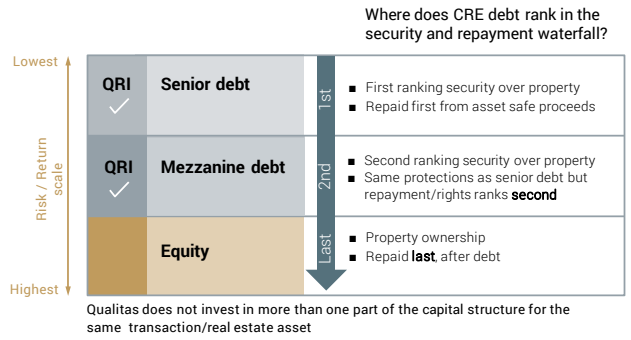 Where does CRE debt rank in the
security and repayment waterfall?
Lowest
Risk / Return
scale
Highest
QRI
Senior debt
1st
■ First ranking security over property
■ Repaid first from asset safe proceeds
QRI
Mezzanine debt
2nd
■ Second ranking security over property
■ Same protections as senior debt but
repayment/rights ranks second
Equity
Last
■ Property ownership
■ Repaid last, after debt
Qualitas does not invest in more than one part of the capital structure for the
same transaction/real estate asset